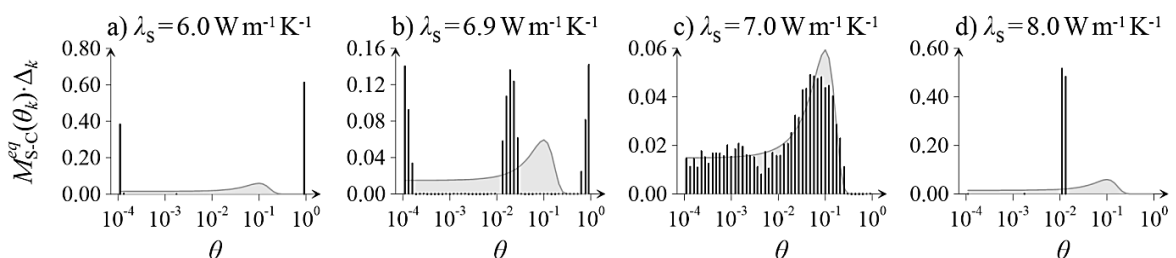 a) λS = 6.0 W m-1 K-1 b) λS = 6.9 W m-1 K-1 c) λS = 7.0 W m-1 K-1 d) λS = 8.0 W m-1 K-1
0.80 0.16 0.06 0.60
0.60 0.12 0.04 0.40
0.40 0.08 0.02 0.20
0.20 0.04 0.00 0.00
0.00 0.00
M eq S-C (θk)·Δk
10-4 10-3 10-2 10-1 100 10-4 10-3 10-2 10-1 100 10-4 10-3 10-2 10-1 100 10-4 10-3 10-2 10-1 100
θ θ θ θ